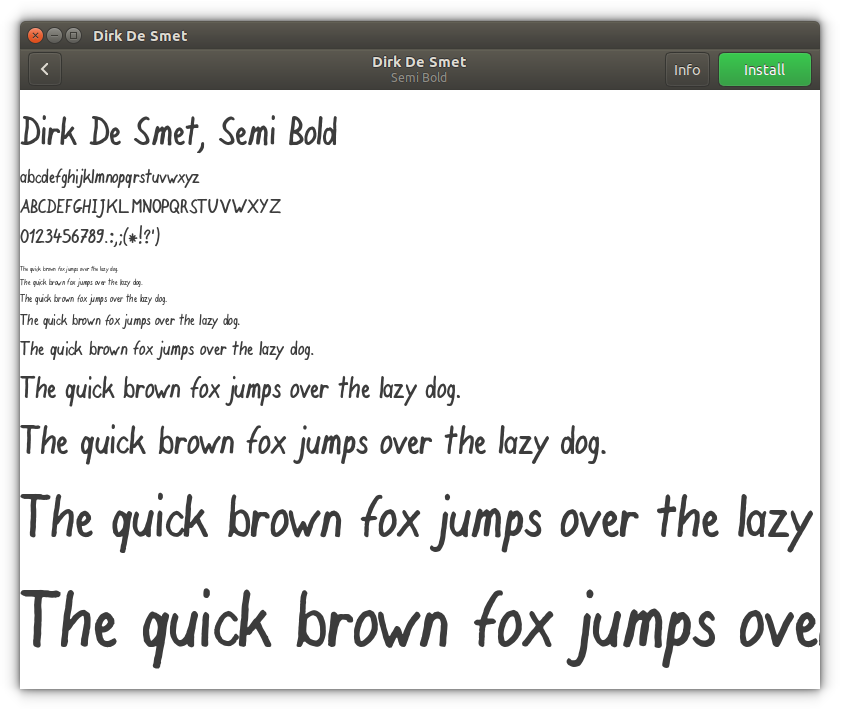 Dirk De Smet
Dirk De Smet
Semi Bold
Info
Install
Dirk De Smet, Semi Bold
abcdefghijklmnopqrstuvwxyz
ABCDEFGHIJKLMNOPQRSTUVWXYZ
0123456789.:,;(*!?')
The quick brown fox jumps over the lazy dog.
The quick brown fox jumps over the lazy dog.
The quick brown fox jumps over the lazy dog.
The quick brown fox jumps over the lazy dog.
The quick brown fox jumps over the lazy dog.
The quick brown fox jumps over the lazy dog.
The quick brown fox jumps over the lazy dog.
The quick brown fox jumps over the lazy
The quick brown fox jumps ove